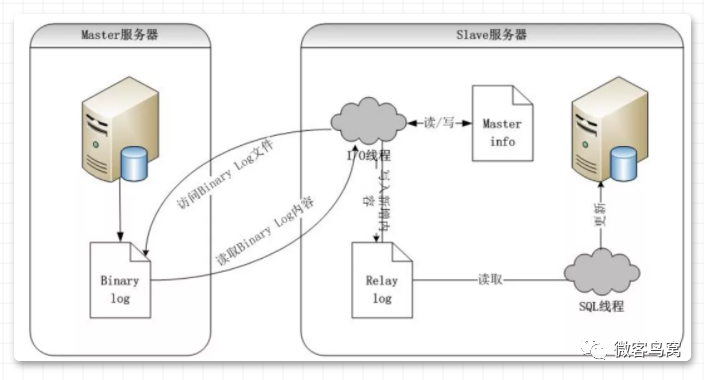 Master服务器
Slave服务器
访问Binary Log文件
读取Binary Log内容
I/O线程
读/写
Master
info
写入新增内
容
更新
Binary
log
Relay
log
读取
SQL线程
微客鸟窝